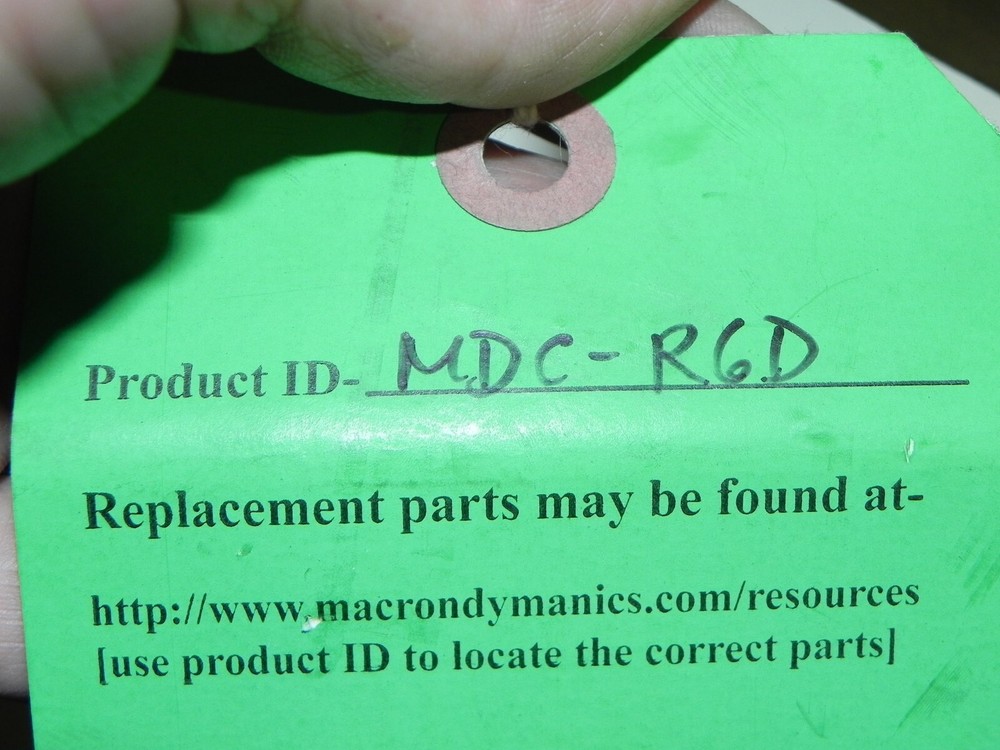 Product ID- MDC-R6D
Replacement parts may be found at-
http://www.macrondymanics.com/resources
[use product ID to locate the correct parts]